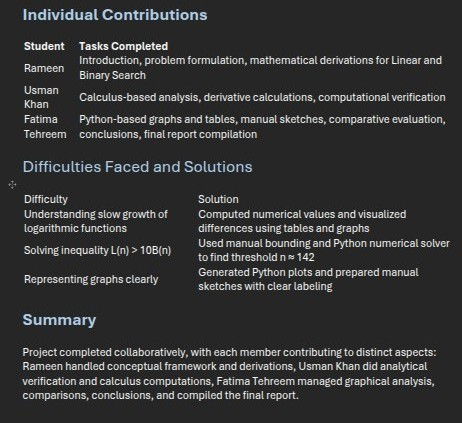 Individual Contributions
Student Tasks Completed
Rameen Introduction, problem formulation, mathematical derivations for Linear and
Binary Search
Usman
Khan Calculus-based analysis, derivative calculations, computational verification
Fatima Python-based graphs and tables, manual sketches, comparative evaluation,
Tehreem conclusions, final report compilation
Difficulties Faced and Solutions
Difficulty Solution
Understanding slow growth of Computed numerical values and visualized
logarithmic functions differences using tables and graphs
Solving inequality L(n) > 10B(n) Used manual bounding and Python numerical solver
to find threshold n ≈ 142
Representing graphs clearly Generated Python plots and prepared manual
sketches with clear labeling
Summary
Project completed collaboratively, with each member contributing to distinct aspects:
Rameen handled conceptual framework and derivations, Usman Khan did analytical
verification and calculus computations, Fatima Tehreem managed graphical analysis,
comparisons, conclusions, and compiled the final report.